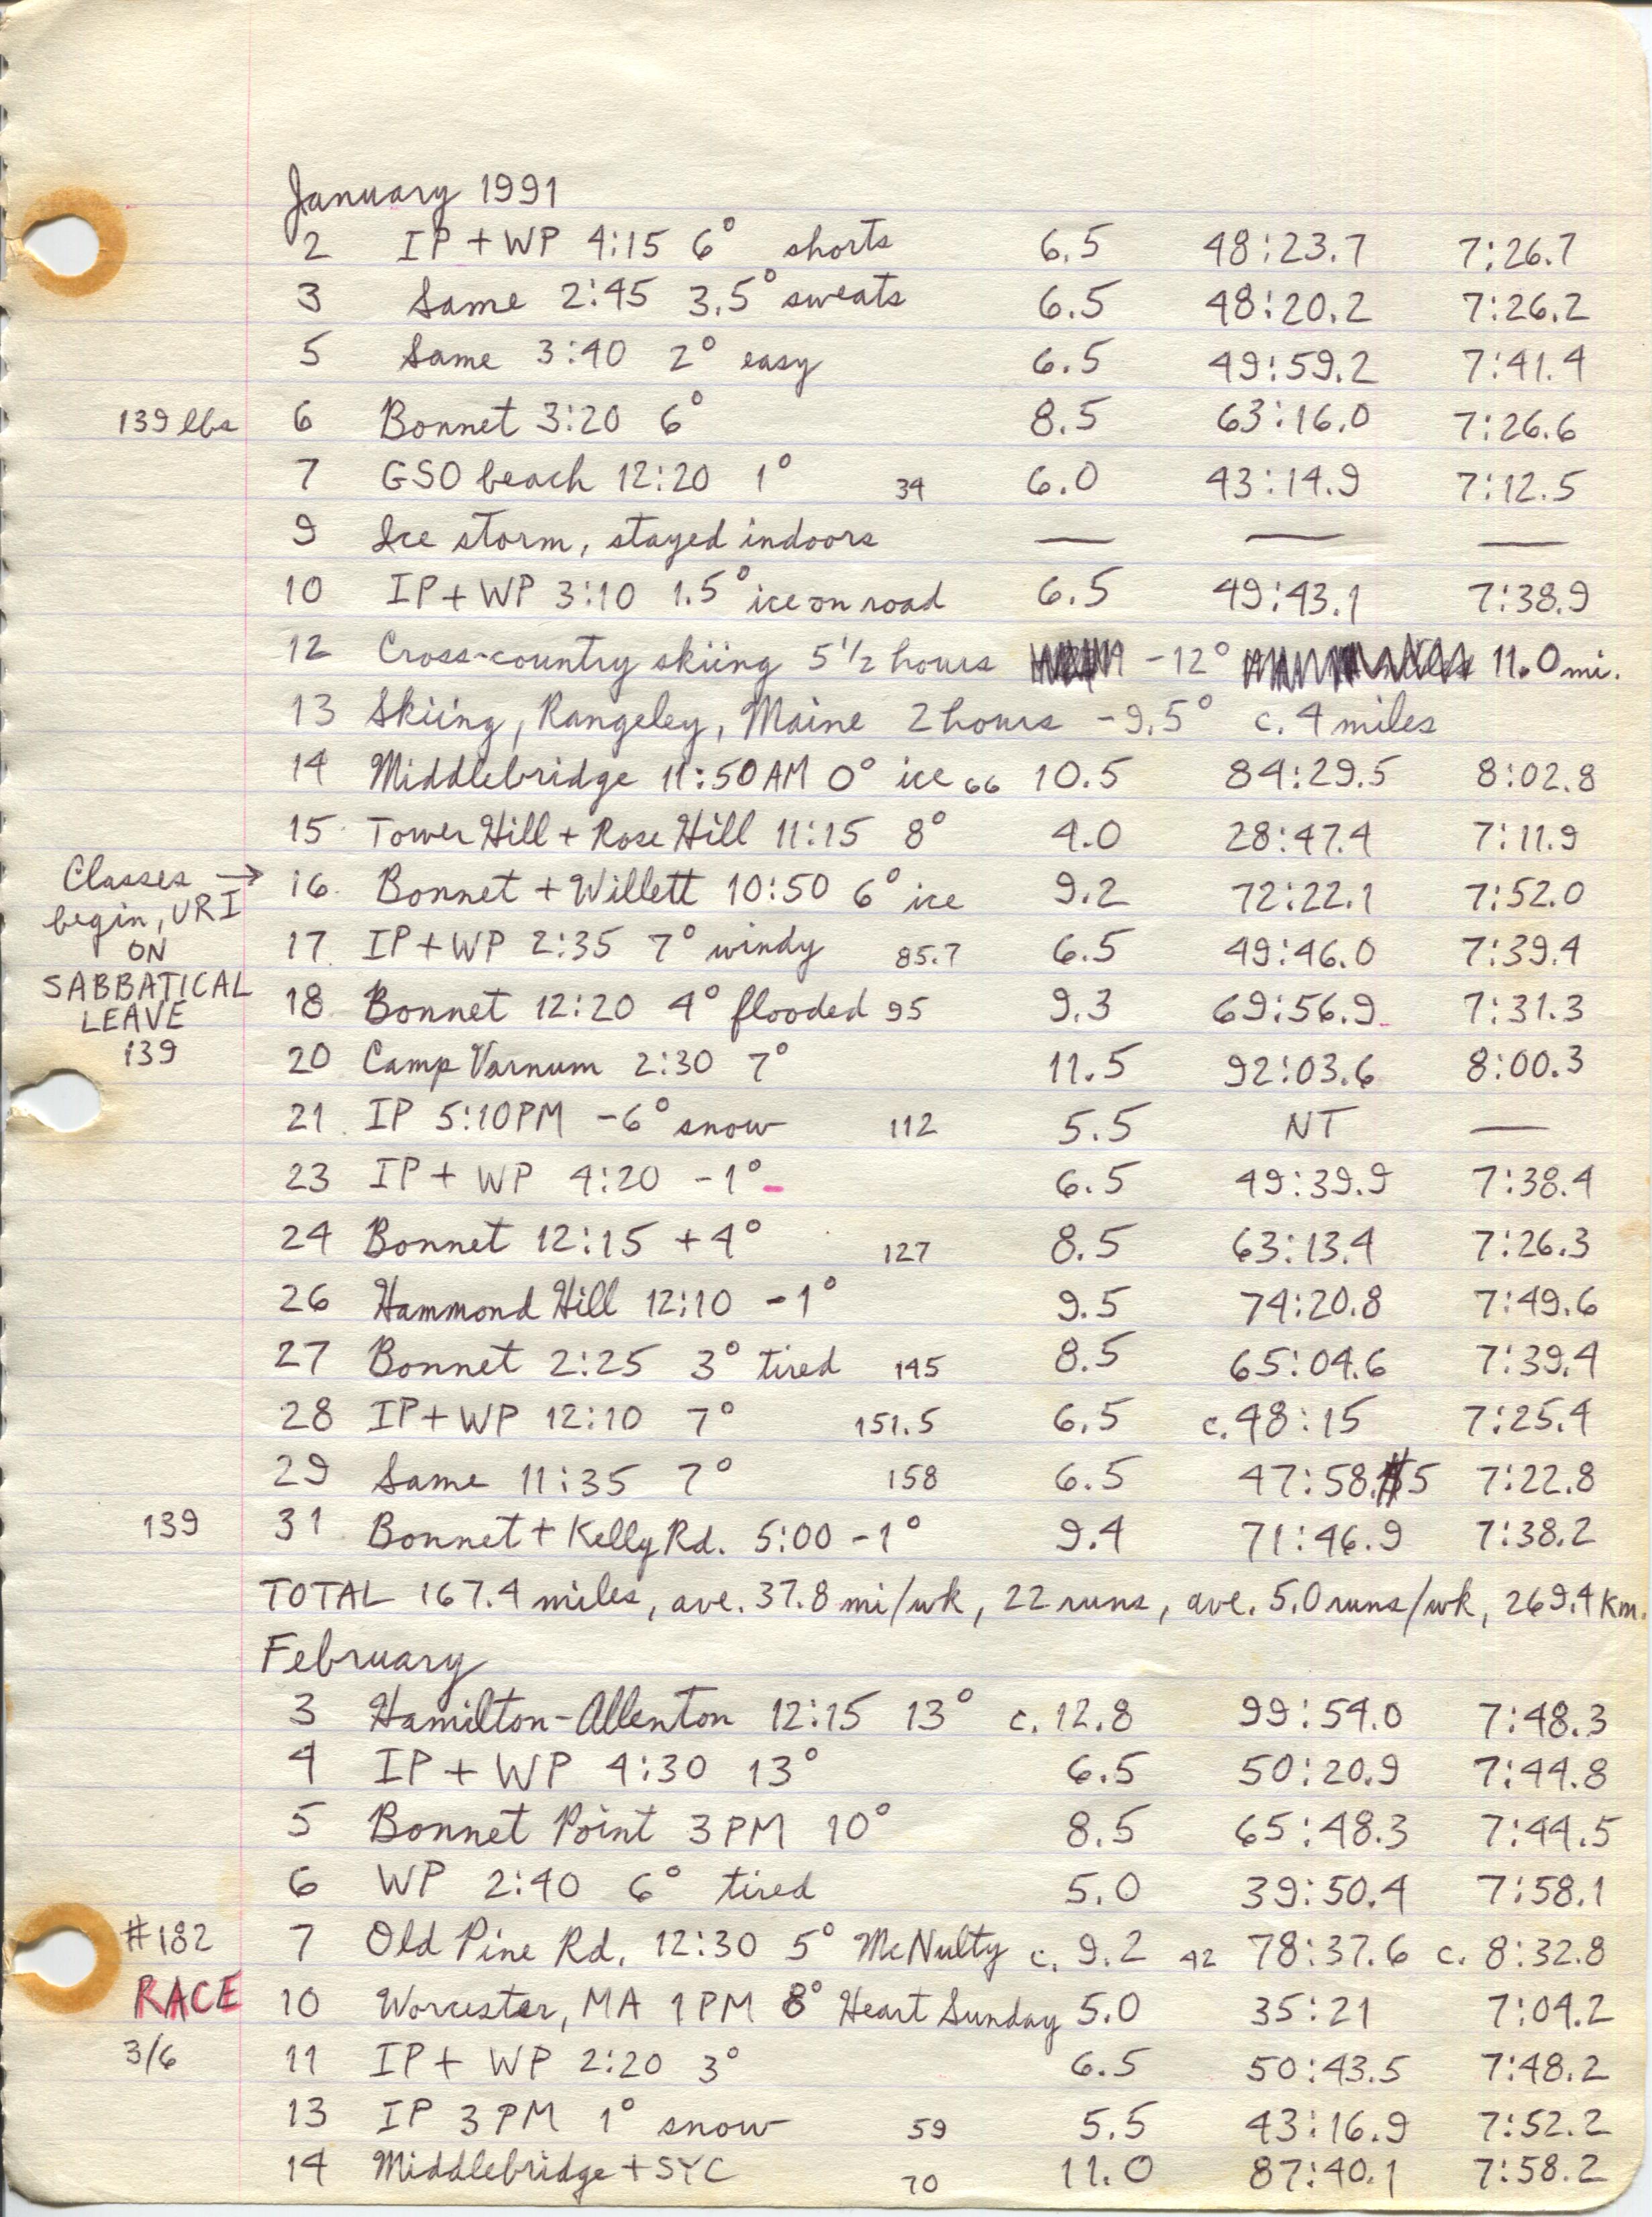 January 1991
2 IP + WP 4:15 6° shorts 6.5 48:23.7 7:26.7
3 Same 2:45 3.5° sweats 6.5 48:20.2 7:26.2
5 Same 3:40 2° easy 6.5 49:59.2 7:41.4
139 lbs 6 Bonnet 3:20 6° 8.5 63:16.0 7:26.6
7 GSO beach 12:20 1° 34 6.0 43:14.9 7:12.5
9 Ice storm, stayed indoors — — —
10 IP + WP 3:10 1.5° ice on road 6.5 49:43.1 7:38.9
12 Cross-country skiing 5 1/2 hours -12° 11.0 mi.
13 Skiing, Rangeley, Maine 2 hours -9.5° c. 4 miles
14 Middlebridge 11:50 AM 0° ice 66 10.5 84:29.5 8:02.8
15 Tower Hill + Rose Hill 11:15 8° 4.0 28:47.4 7:11.9
Classes → 16 Bonnet + Willett 10:50 6° ice 9.2 72:22.1 7:52.0
begin, URI
ON 17 IP + WP 2:35 7° windy 85.7 6.5 49:46.0 7:39.4
SABBATICAL 18 Bonnet 12:20 4° flooded 95 9.3 69:56.9 7:31.3
LEAVE
139 20 Camp Varnum 2:30 7° 11.5 92:03.6 8:00.3
21 IP 5:10 PM -6° snow 112 5.5 NT —
23 IP + WP 4:20 -1° 6.5 49:39.9 7:38.4
24 Bonnet 12:15 +4° 127 8.5 63:13.4 7:26.3
26 Hammond Hill 12:10 -1° 9.5 74:20.8 7:49.6
27 Bonnet 2:25 3° tired 145 8.5 65:04.6 7:39.4
28 IP + WP 12:10 7° 151.5 6.5 c. 48:15 7:25.4
29 Same 11:35 7° 158 6.5 47:58.5 7:22.8
139 31 Bonnet + Kelly Rd. 5:00 -1° 9.4 71:46.9 7:38.2
TOTAL 167.4 miles, ave. 37.8 mi/wk, 22 runs, ave. 5.0 runs/wk, 269.4 km.
February
3 Hamilton-Allenton 12:15 13° c. 12.8 99:54.0 7:48.3
4 IP + WP 4:30 13° 6.5 50:20.9 7:44.8
5 Bonnet Point 3 PM 10° 8.5 65:48.3 7:44.5
6 WP 2:40 6° tired 5.0 39:50.4 7:58.1
#182 7 Old Pine Rd. 12:30 5° McNulty c. 9.2 42 78:37.6 c. 8:32.8
RACE 10 Worcester, MA 1 PM 8° Heart Sunday 5.0 35:21 7:04.2
3/6 11 IP + WP 2:20 3° 6.5 50:43.5 7:48.2
13 IP 3 PM 1° snow 59 5.5 43:16.9 7:52.2
14 Middlebridge + SYC 70 11.0 87:40.1 7:58.2